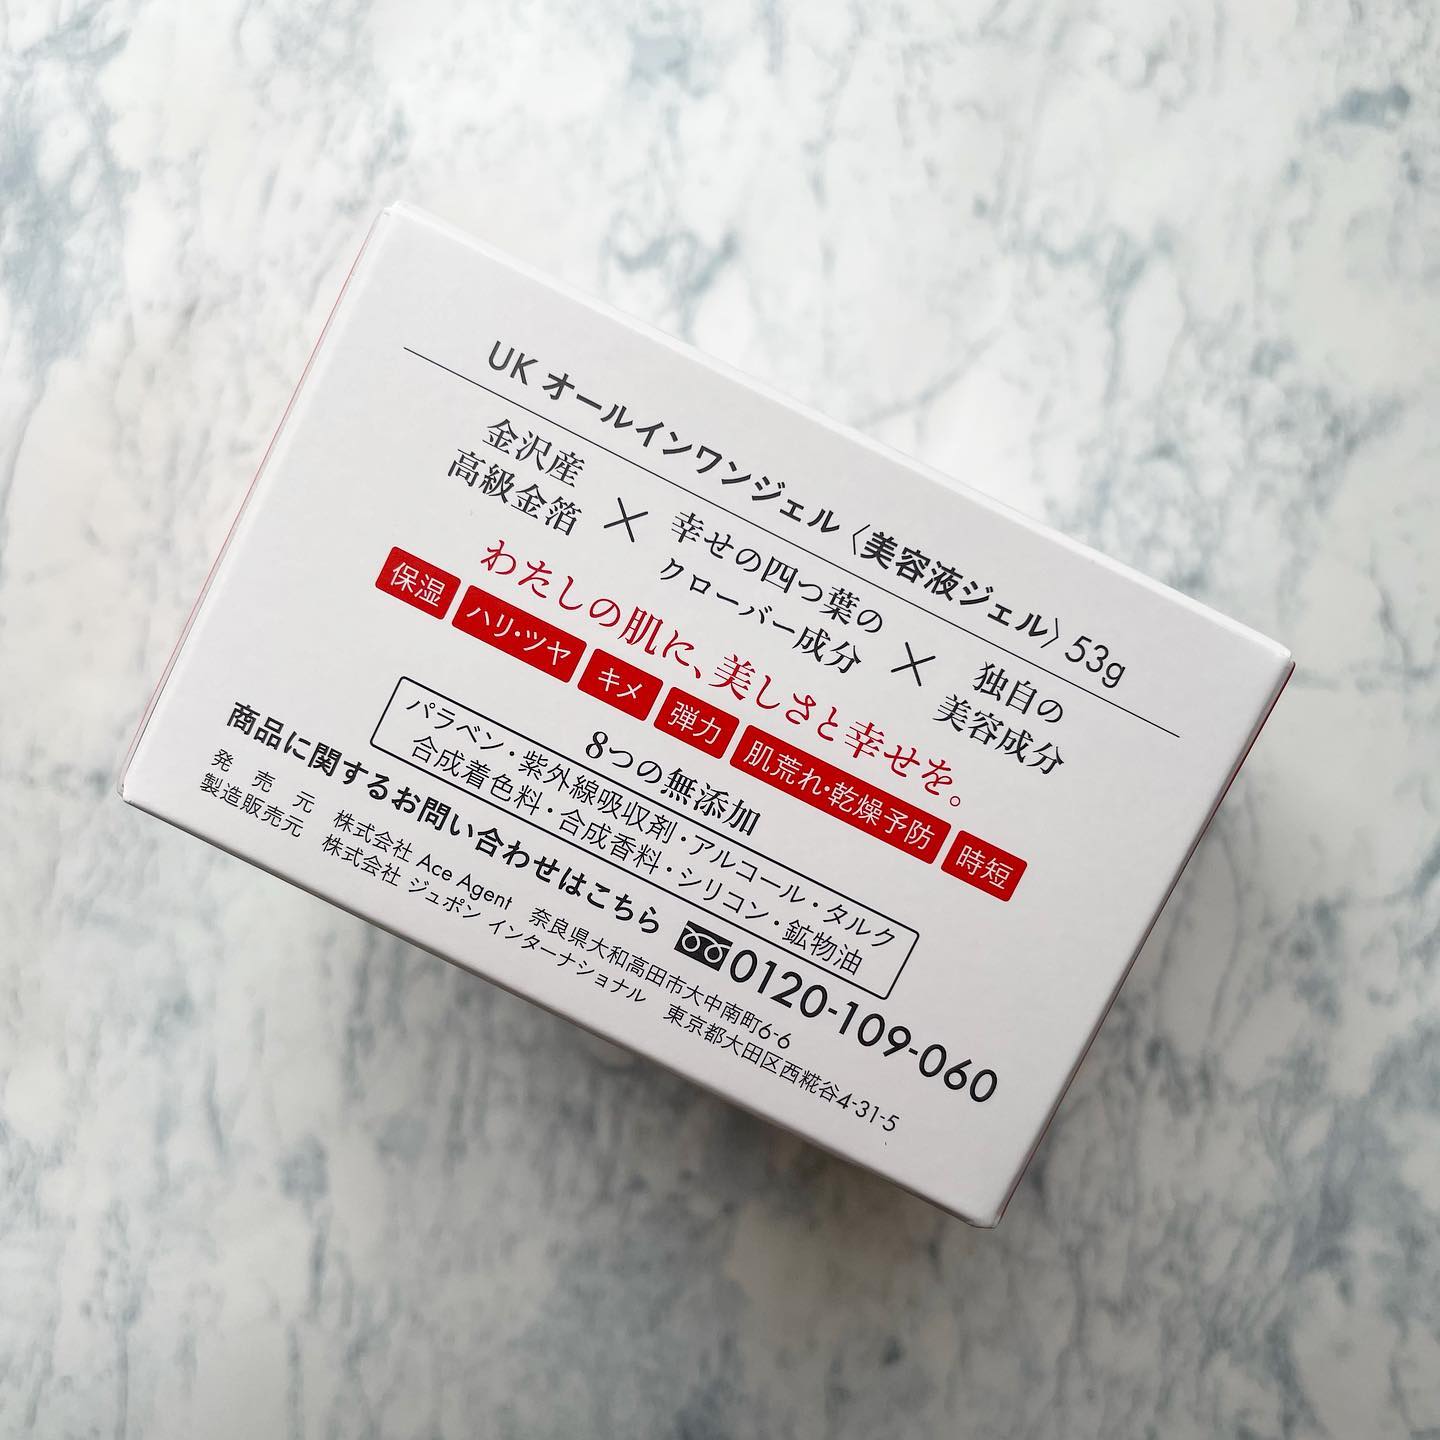 UK オールインワンジェル〈美容液ジェル〉53g
金沢産
高級金箔
×
幸せの四つ葉の
クローバー成分
×
独自の
美容成分
わたしの肌に、美しさと幸せを。
保湿 ハリ・ツヤ キメ 弾力 肌荒れ・乾燥予防 時短
8つの無添加
パラベン・紫外線吸収剤・アルコール・タルク
合成着色料・合成香料・シリコン・鉱物油
商品に関するお問い合わせはこちら 0120-109-060
発売元 株式会社 Ace Agent 奈良県大和高田市大中南町6-6
製造販売元 株式会社 ジュポン インターナショナル 東京都大田区西糀谷4-31-5